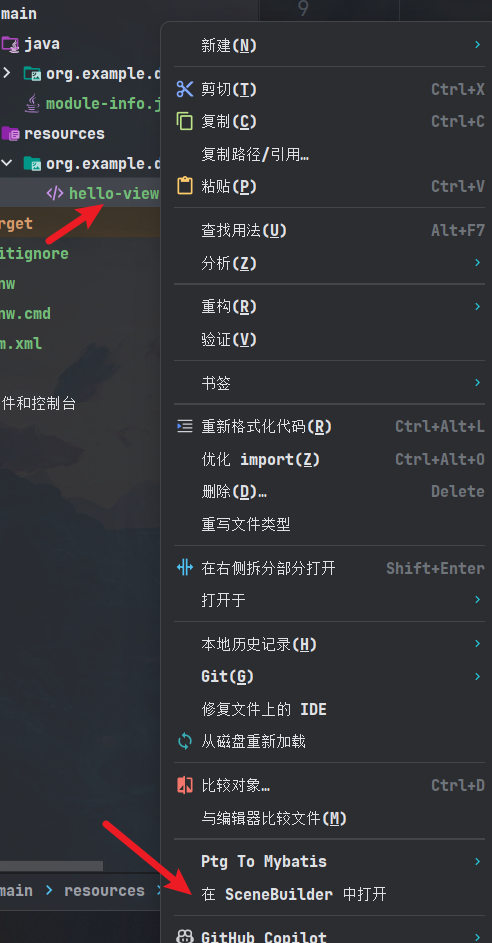 9
main
java
org.example.d
module-info.j
resources
org.example.d
hello-view
rget
itignore
nw
nw.cmd
m.xml
件和控制台
main > resources >
新建(N) >
剪切(T) Ctrl+X
复制(C) Ctrl+C
复制路径/引用…
粘贴(P) Ctrl+V
查找用法(U) Alt+F7
分析(Z) >
重构(R) >
验证(V)
书签 >
重新格式化代码(R) Ctrl+Alt+L
优化 import(Z) Ctrl+Alt+O
删除(D)… Delete
重写文件类型
在右侧拆分部分打开 Shift+Enter
打开于 >
本地历史记录(H) >
Git(G) >
修复文件上的 IDE
从磁盘重新加载
比较对象… Ctrl+D
与编辑器比较文件(M)
Ptg To Mybatis >
在 SceneBuilder 中打开
GitHub Copilot >